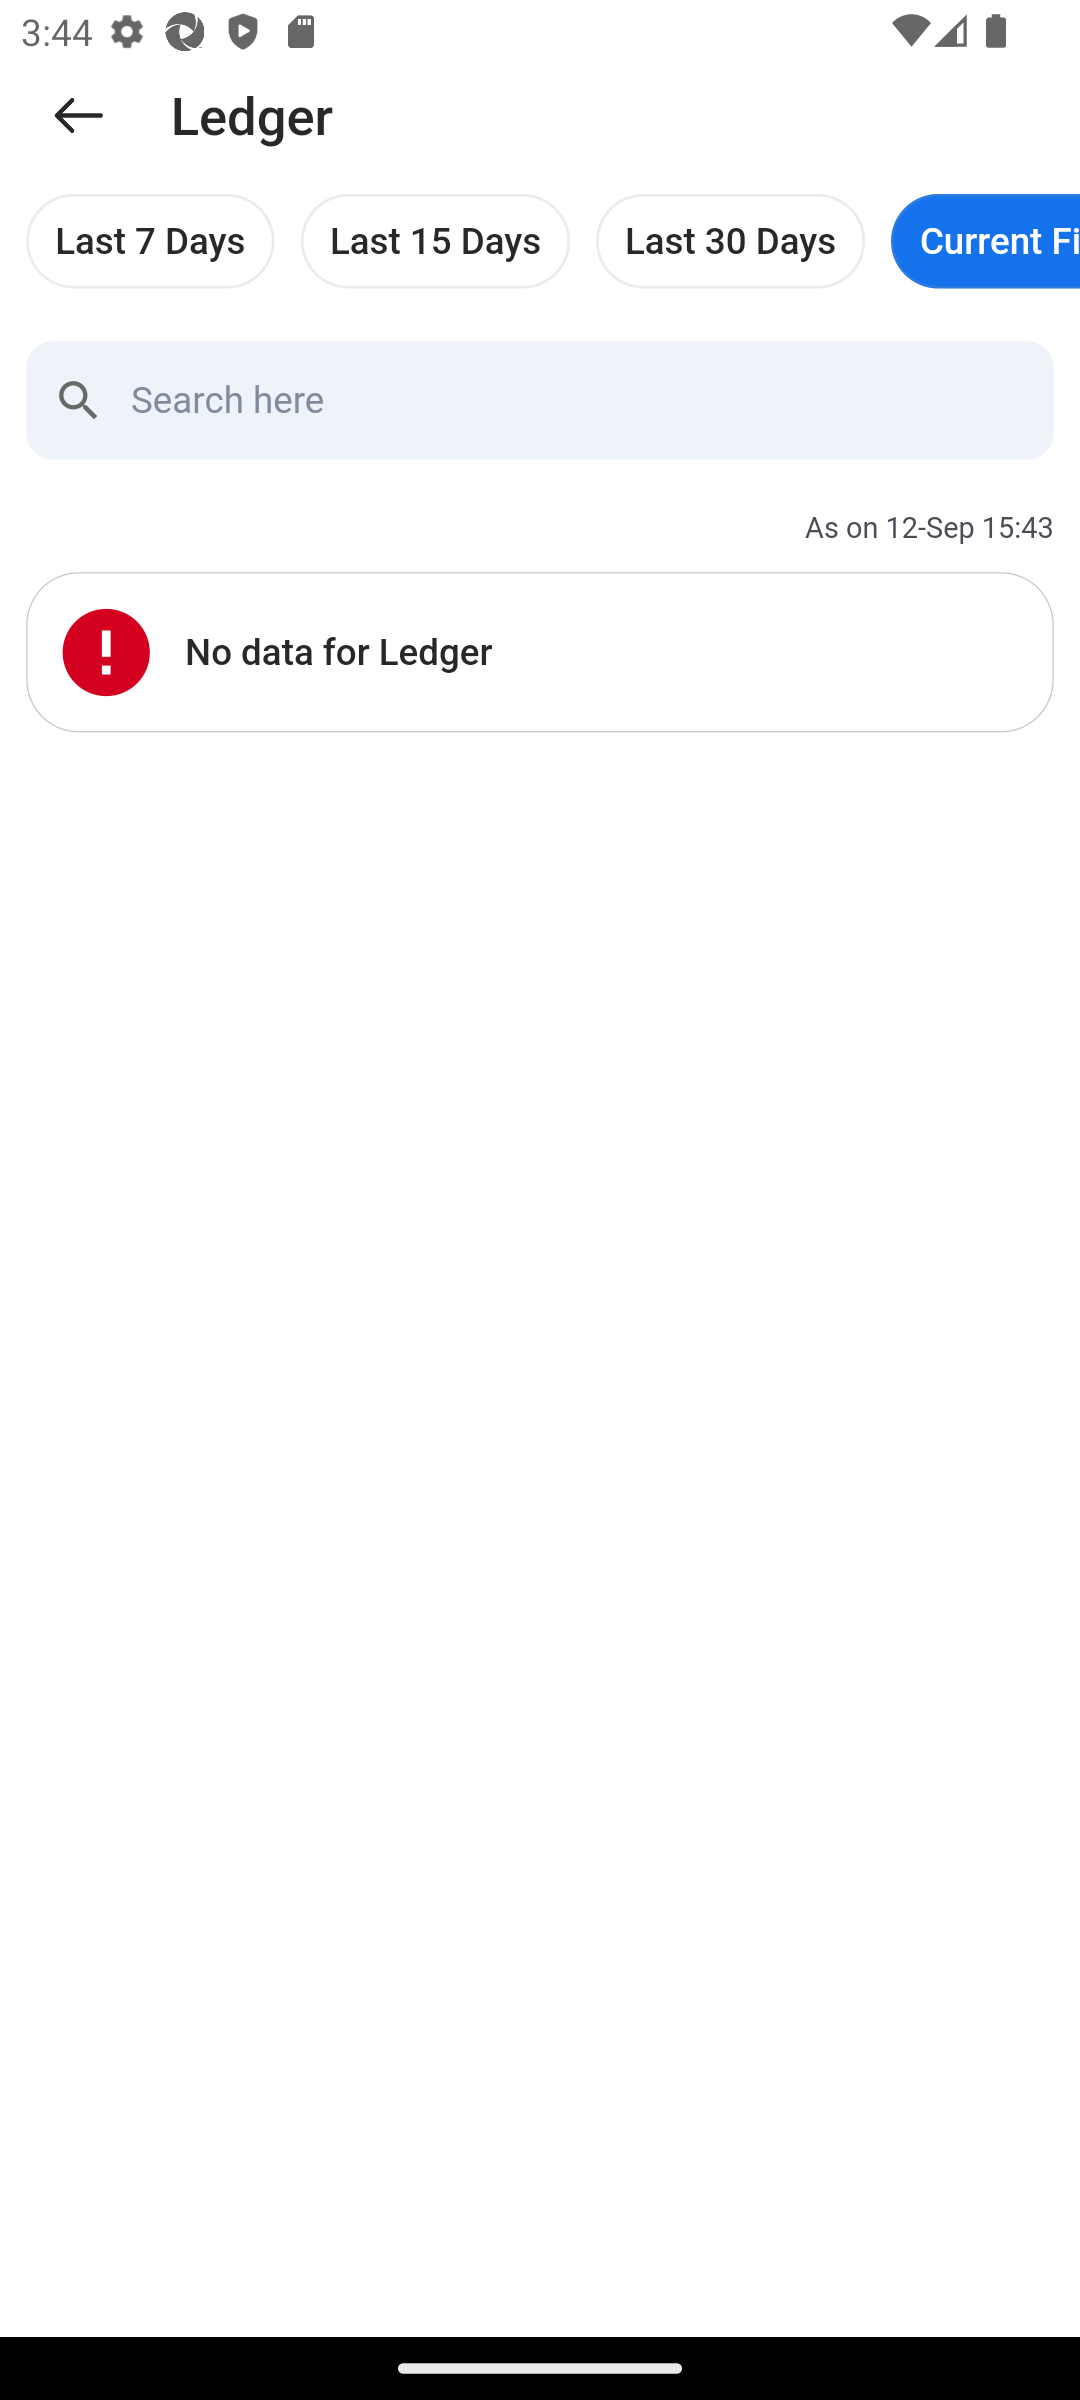 3:44
Ledger
Last 7 Days
Last 15 Days
Last 30 Days
Current Fi
Search here
As on 12-Sep 15:43
No data for Ledger